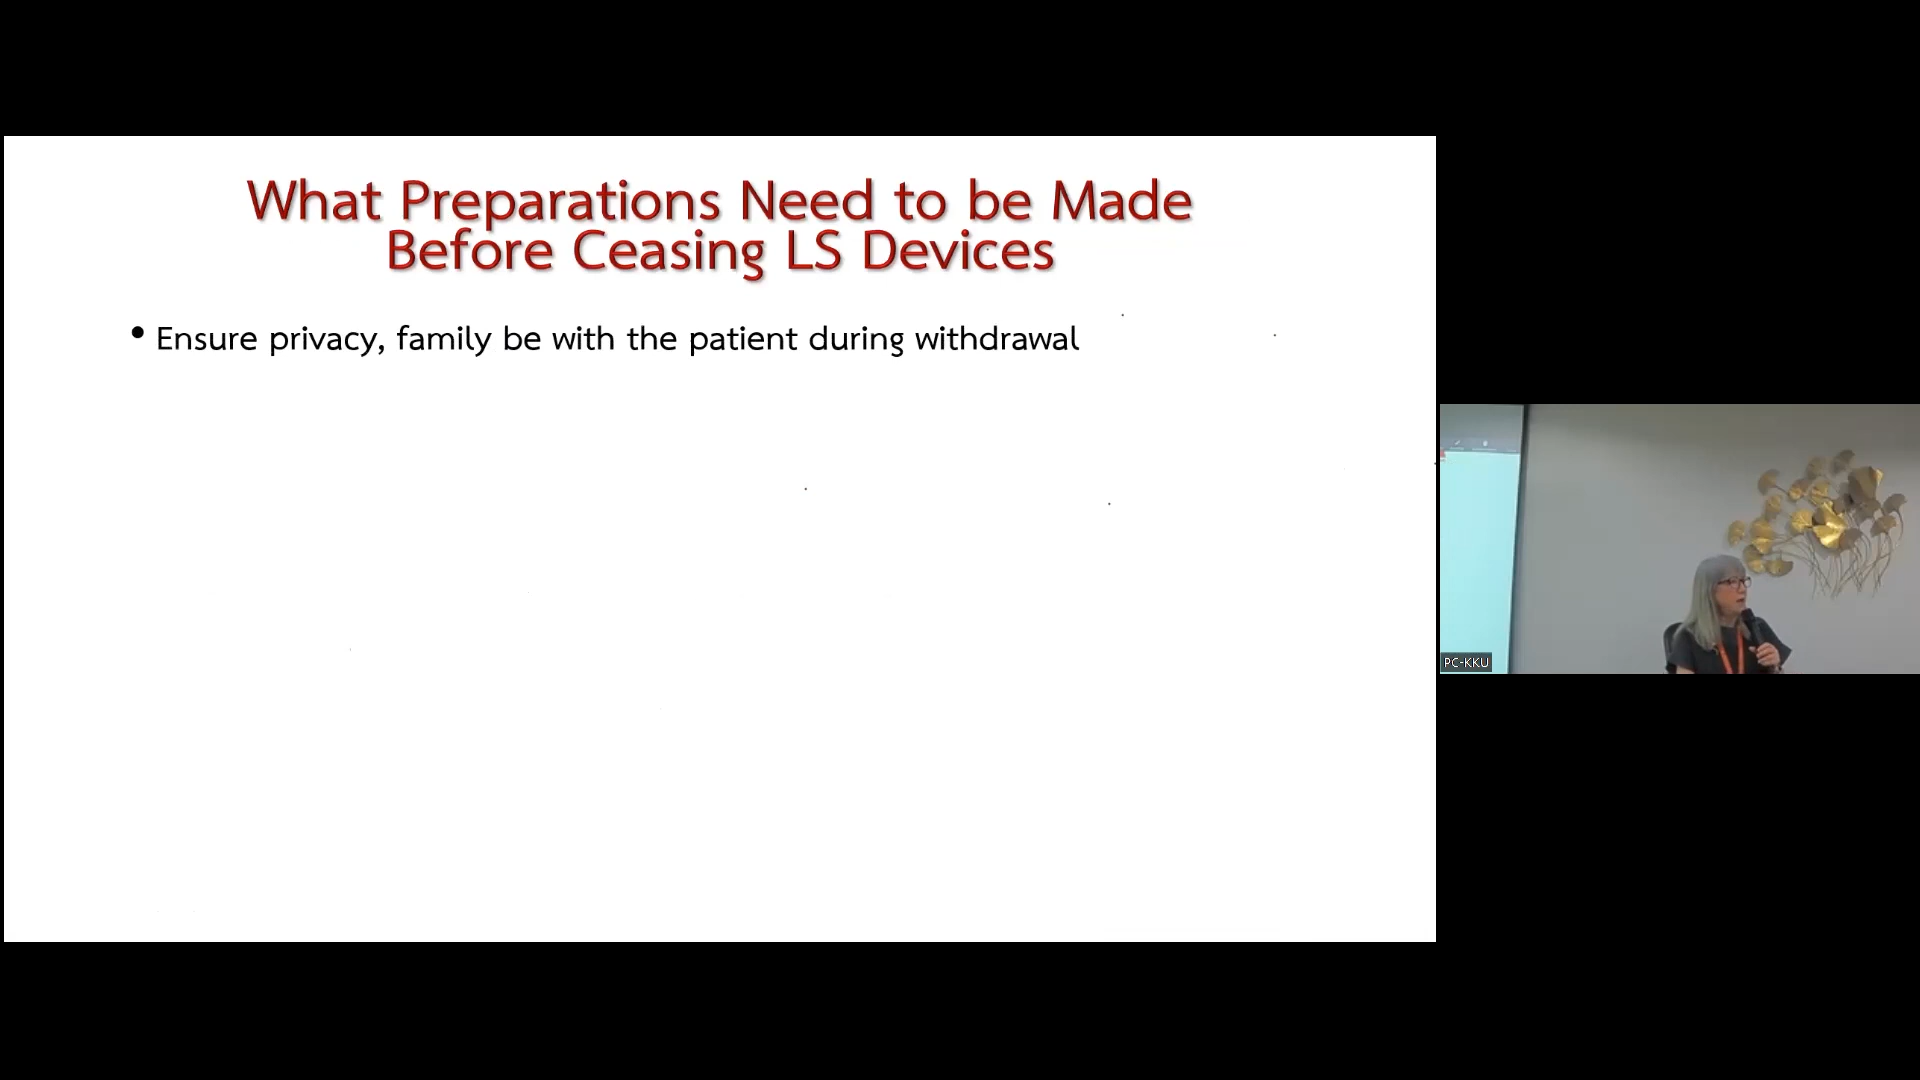 What Preparations Need to be Made
Before Ceasing LS Devices
• Ensure privacy, family be with the patient during withdrawal
PC-KKU